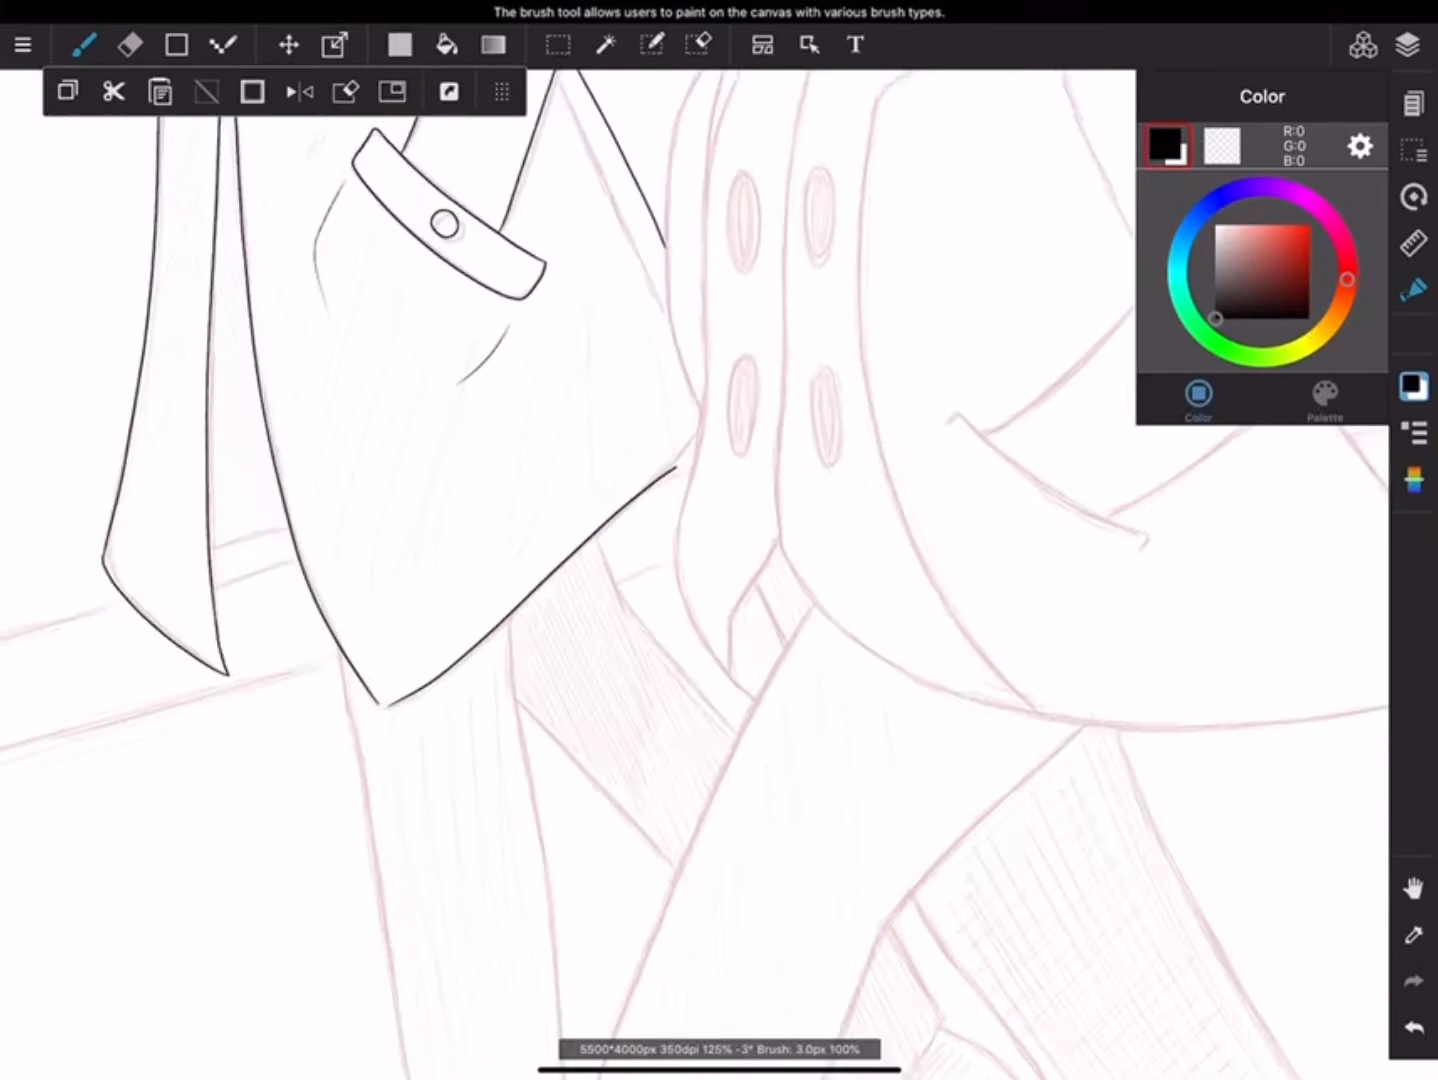 The brush tool allows users to paint on the canvas with various brush types.
T
Color
R:0
G:0
B:0
Color
Palette
5500*4000px 350dpi 125% -3° Brush: 3.0px 100%